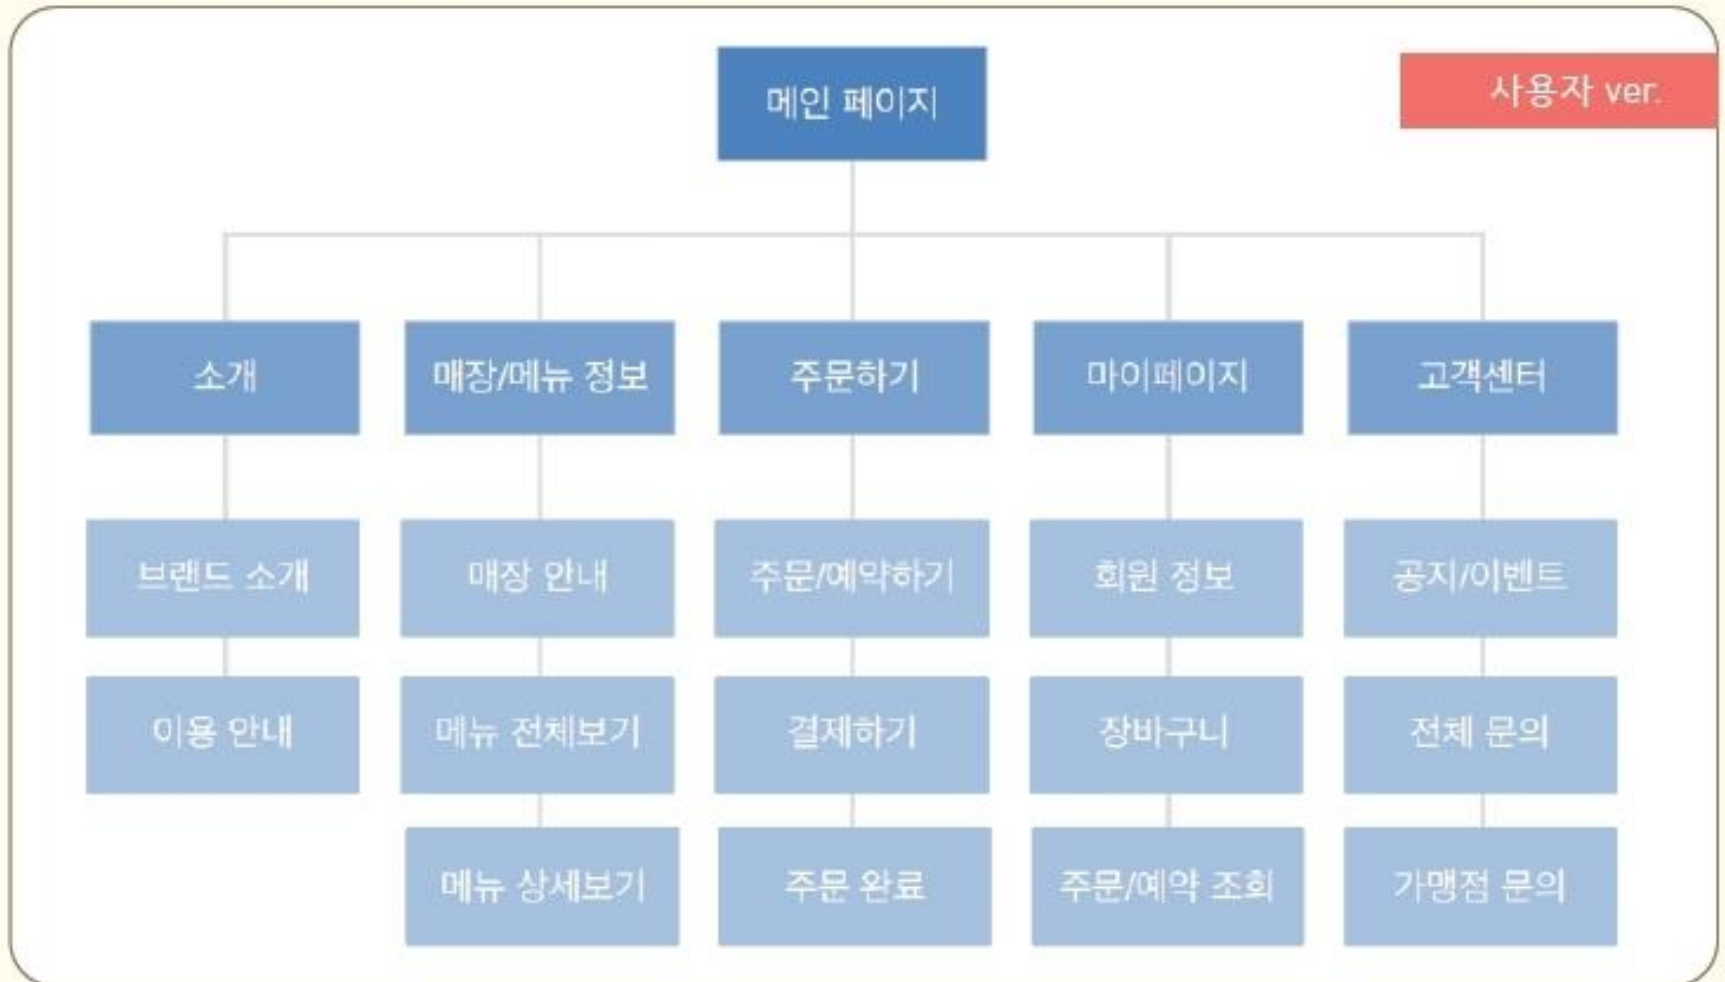 메인 페이지
사용자 ver.
소개
매장/메뉴 정보
주문하기
마이페이지
고객센터
브랜드 소개
매장 안내
주문/예약하기
회원 정보
공지/이벤트
이용 안내
메뉴 전체보기
결제하기
장바구니
전체 문의
메뉴 상세보기
주문 완료
주문/예약 조회
가맹점 문의